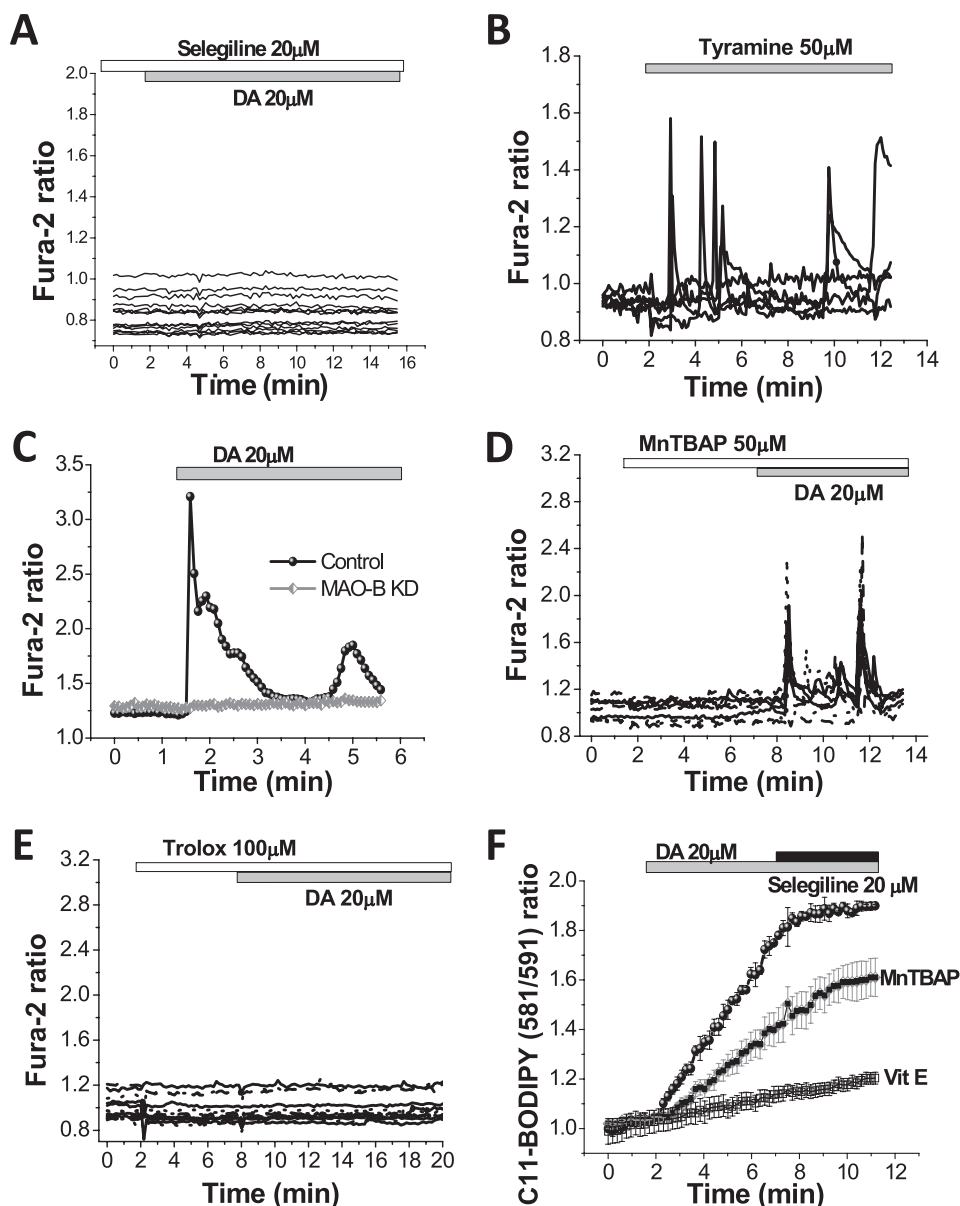 A
Selegiline 20µM
DA 20µM
2.0
1.8
1.6
1.4
1.2
1.0
0.8
Fura-2 ratio
0 2 4 6 8 10 12 14 16
Time (min)
B
Tyramine 50µM
1.8
1.6
1.4
1.2
1.0
0.8
Fura-2 ratio
0 2 4 6 8 10 12 14
Time (min)
C
DA 20µM
3.5
3.0
2.5
2.0
1.5
1.0
Fura-2 ratio
Control
MAO-B KD
0 1 2 3 4 5 6
Time (min)
D
MnTBAP 50µM
DA 20µM
3.2
2.8
2.4
2.0
1.6
1.2
0.8
Fura-2 ratio
0 2 4 6 8 10 12 14
Time (min)
E
Trolox 100µM
DA 20µM
3.2
2.8
2.4
2.0
1.6
1.2
0.8
Fura-2 ratio
0 2 4 6 8 10 12 14 16 18 20
Time (min)
F
DA 20µM
Selegiline 20 µM
2.0
1.8
1.6
1.4
1.2
1.0
C11-BODIPY (581/591) ratio
MnTBAP
Vit E
0 2 4 6 8 10 12
Time (min)